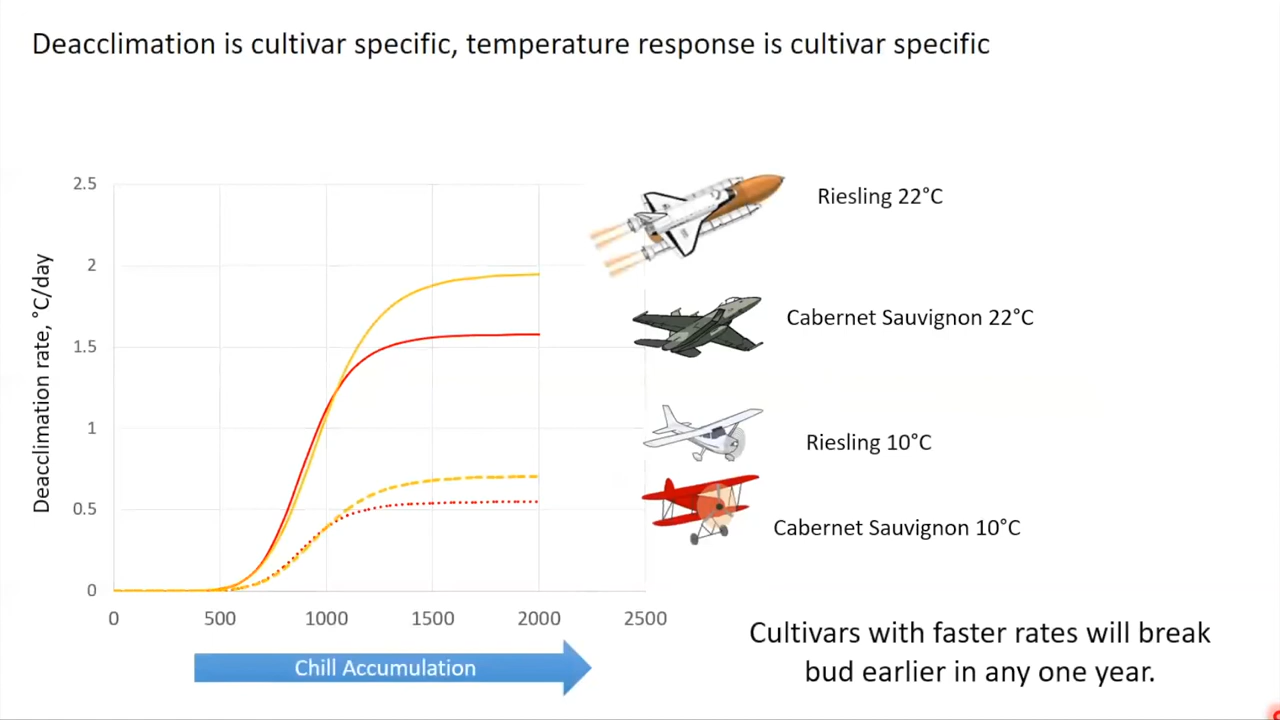 Deacclimation is cultivar specific, temperature response is cultivar specific
Deacclimation rate, °C/day
2.5
2
1.5
1
0.5
0
0
500
1000
1500
2000
2500
Chill Accumulation
Riesling 22°C
Cabernet Sauvignon 22°C
Riesling 10°C
Cabernet Sauvignon 10°C
Cultivars with faster rates will break
bud earlier in any one year.